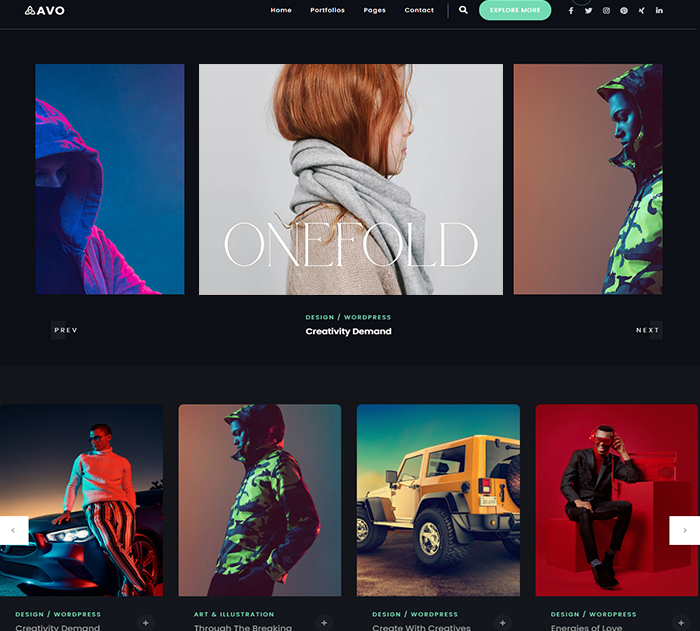 AVO
Home Portfolios Pages Contact EXPLORE MORE
ONEFOLD
DESIGN / WORDPRESS
Creativity Demand
PREV
NEXT
DESIGN / WORDPRESS
Creativity Demand
ART & ILLUSTRATION
Through The Breaking
DESIGN / WORDPRESS
Create With Creatives
DESIGN / WORDPRESS
Energies of Love